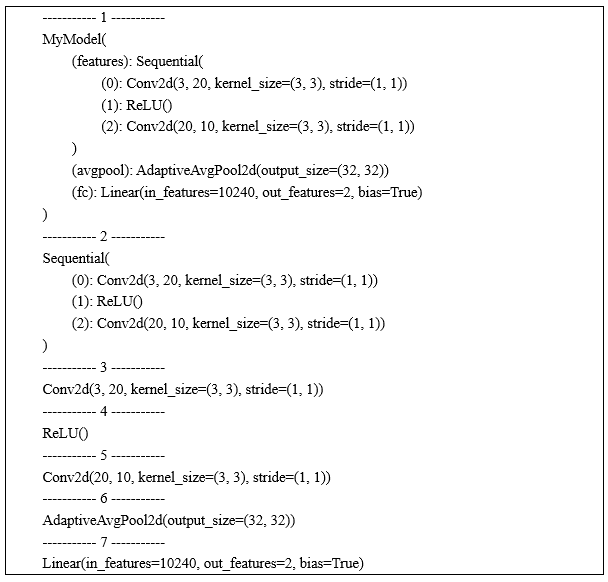 ----------- 1 -----------
MyModel(
(features): Sequential(
(0): Conv2d(3, 20, kernel_size=(3, 3), stride=(1, 1))
(1): ReLU()
(2): Conv2d(20, 10, kernel_size=(3, 3), stride=(1, 1))
)
(avgpool): AdaptiveAvgPool2d(output_size=(32, 32))
(fc): Linear(in_features=10240, out_features=2, bias=True)
)
----------- 2 -----------
Sequential(
(0): Conv2d(3, 20, kernel_size=(3, 3), stride=(1, 1))
(1): ReLU()
(2): Conv2d(20, 10, kernel_size=(3, 3), stride=(1, 1))
)
----------- 3 -----------
Conv2d(3, 20, kernel_size=(3, 3), stride=(1, 1))
----------- 4 -----------
ReLU()
----------- 5 -----------
Conv2d(20, 10, kernel_size=(3, 3), stride=(1, 1))
----------- 6 -----------
AdaptiveAvgPool2d(output_size=(32, 32))
----------- 7 -----------
Linear(in_features=10240, out_features=2, bias=True)